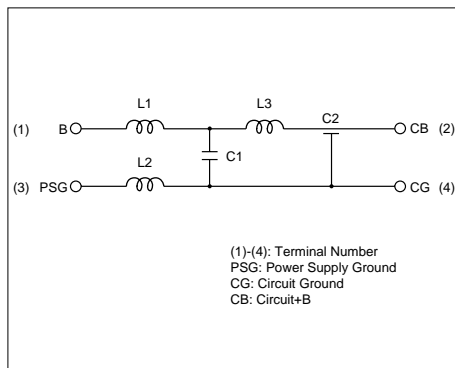 L1 L3 C2
(1) B CB (2)
C1
L2
(3) PSG CG (4)
(1)-(4): Terminal Number
PSG: Power Supply Ground
CG: Circuit Ground
CB: Circuit+B